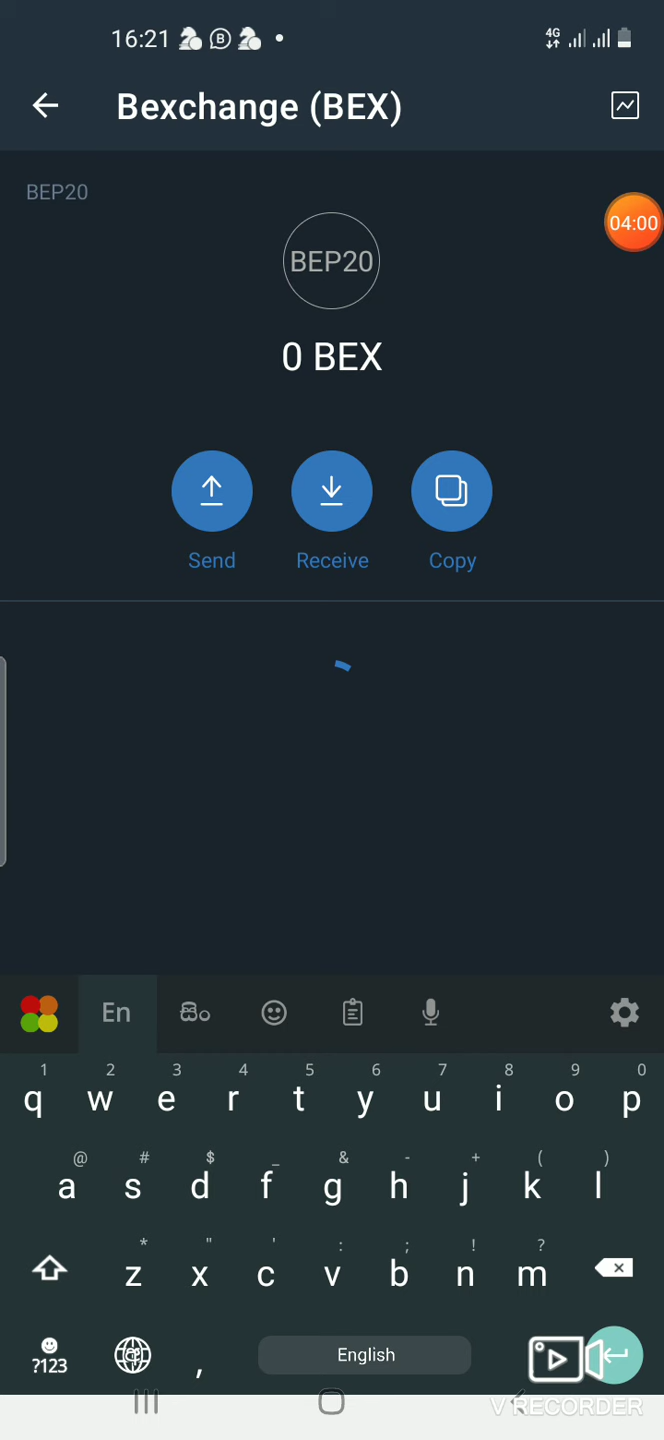 16:21
4G
Bexchange (BEX)
BEP20
04:00
BEP20
0 BEX
Send Receive Copy
En සිං
1 2 3 4 5 6 7 8 9 0
q w e r t y u i o p
@ # $ _ & - + ( )
a s d f g h j k l
* " ' : ; ! ?
z x c v b n m
?123 , English
V RECORDER